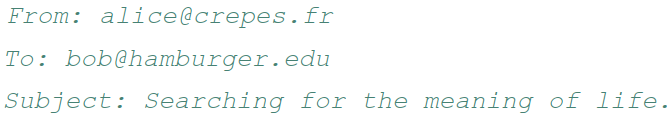 From: alice@crepes.fr
To: bob@hamburger.edu
Subject: Searching for the meaning of life.